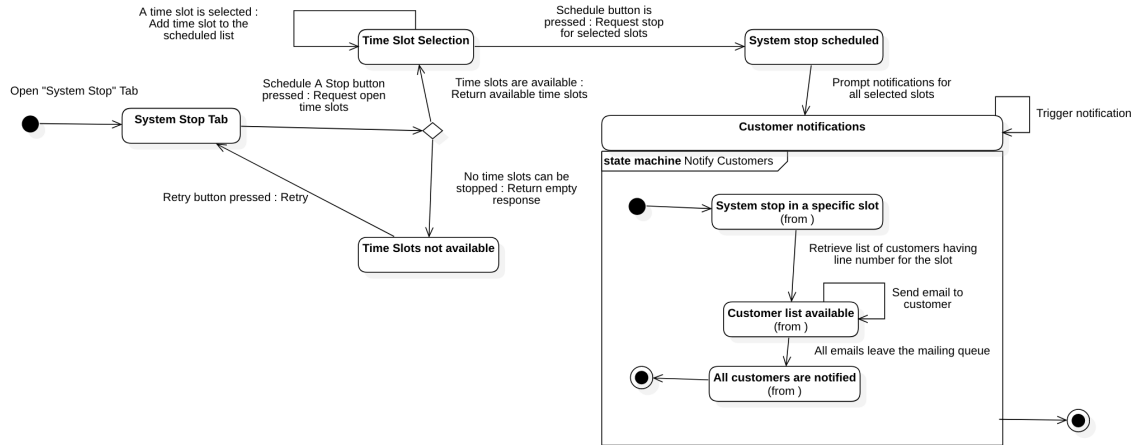 A time slot is selected :
Add time slot to the
scheduled list
Time Slot Selection
Schedule button is
pressed : Request stop
for selected slots
System stop scheduled
Open "System Stop" Tab
System Stop Tab
Schedule A Stop button
pressed : Request open
time slots
Time slots are available :
Return available time slots
Prompt notifications for
all selected slots
Customer notifications
Trigger notification
No time slots can be
stopped : Return empty
response
Retry button pressed : Retry
Time Slots not available
state machine Notify Customers
System stop in a specific slot
(from )
Retrieve list of customers having
line number for the slot
Send email to
customer
Customer list available
(from )
All emails leave the mailing queue
All customers are notified
(from )